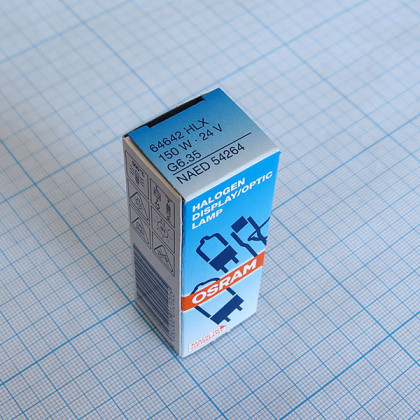 64642 HLX
150 W · 24 V
G6.35
NAED 54264
HALOGEN
DISPLAY/OPTIC
LAMP
OSRAM